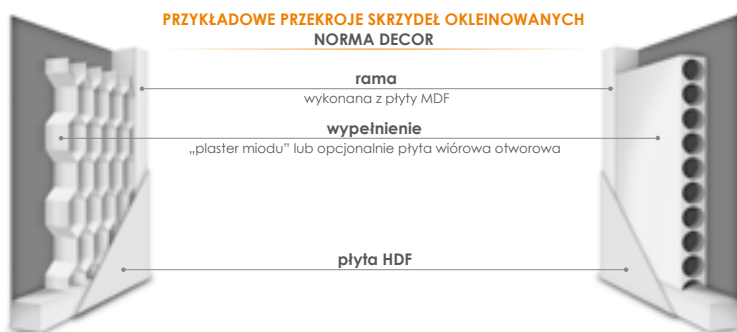 PRZYKŁADOWE PRZEKROJE SKRZYDEŁ OKLEINOWANYCH
NORMA DECOR
rama
wykonana z płyty MDF
wypełnienie
„plaster miodu” lub opcjonalnie płyta wiórowa otworowa
płyta HDF